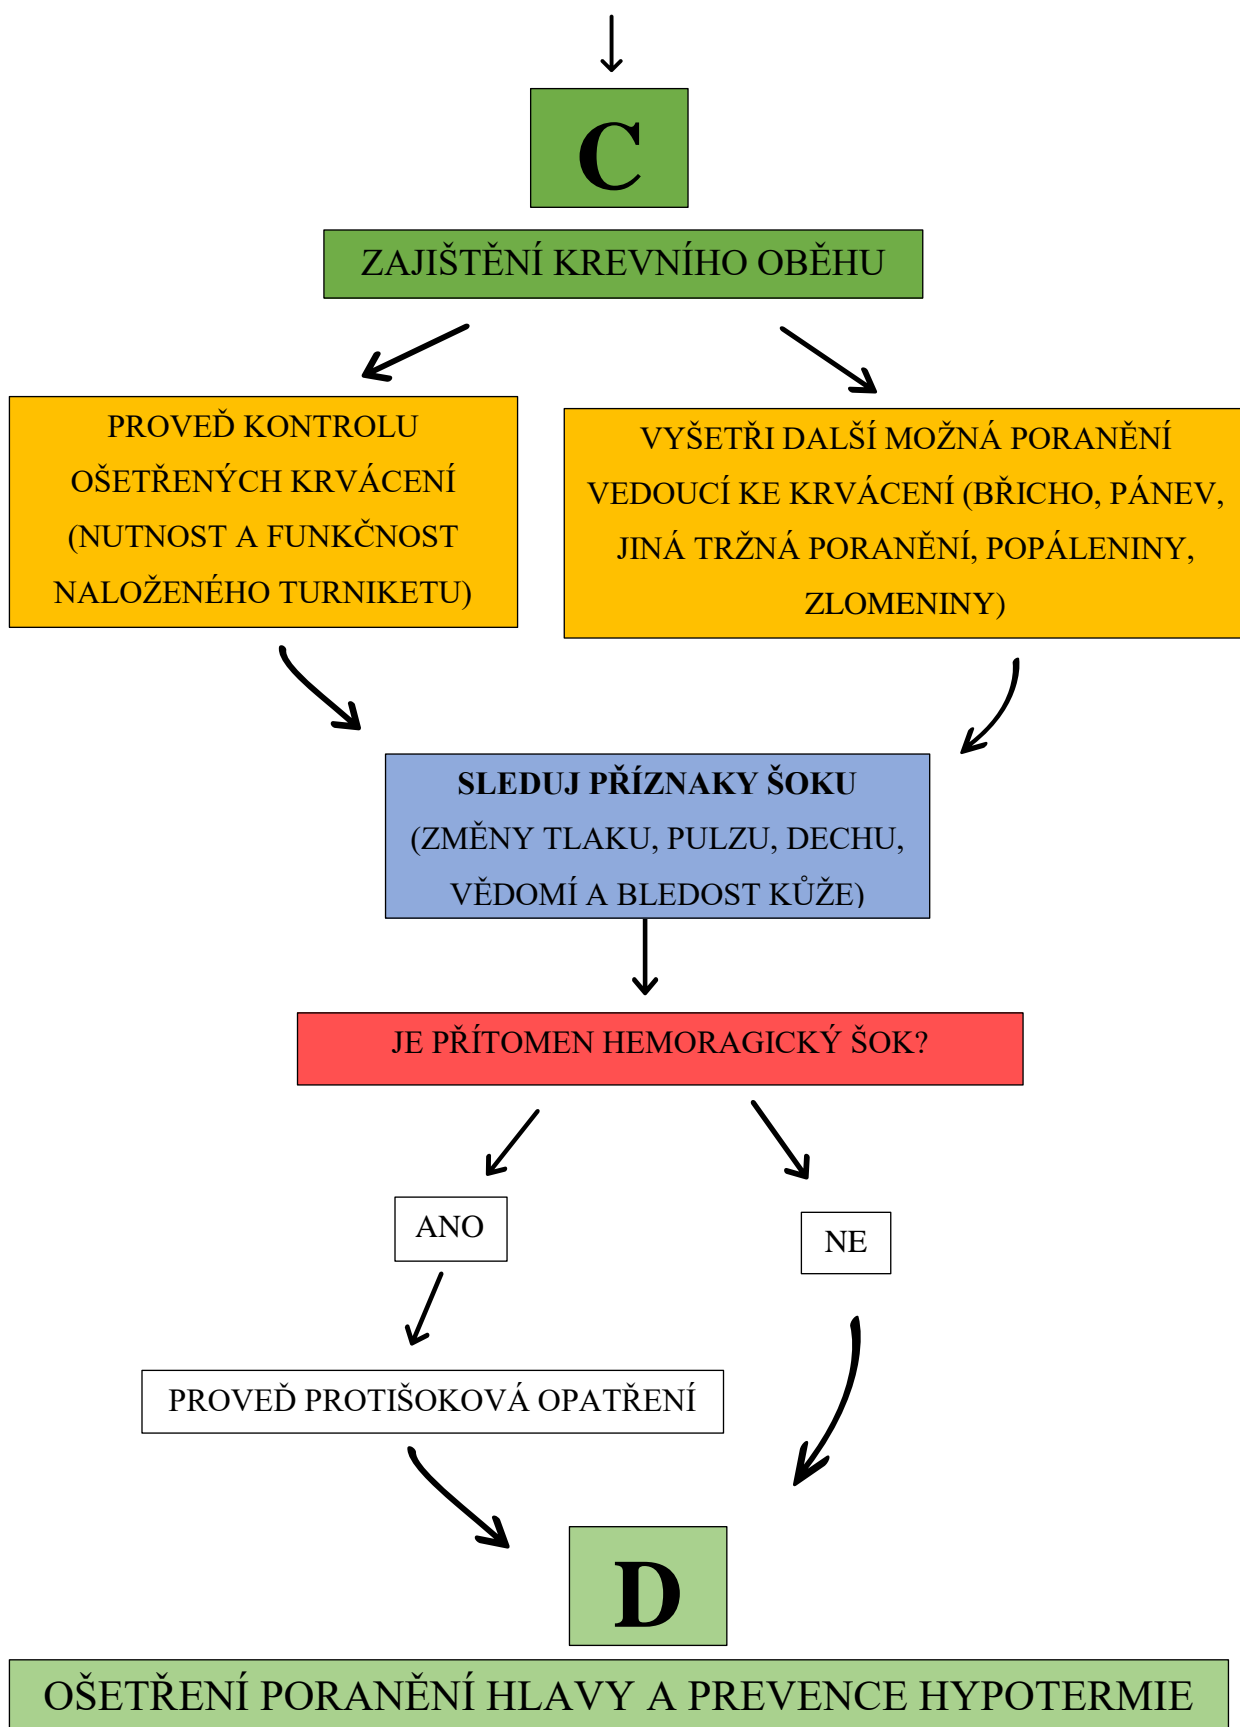 C
ZAJIŠTĚNÍ KREVNÍHO OBĚHU
PROVEĎ KONTROLU
OŠETŘENÝCH KRVÁCENÍ
(NUTNOST A FUNKČNOST
NALOŽENÉHO TURNIKETU)
VYŠETŘI DALŠÍ MOŽNÁ PORANĚNÍ
VEDOUCÍ KE KRVÁCENÍ (BŘICHO, PÁNEV,
JINÁ TRŽNÁ PORANĚNÍ, POPÁLENINY,
ZLOMENINY)
SLEDUJ PŘÍZNAKY ŠOKU
(ZMĚNY TLAKU, PULZU, DECHU,
VĚDOMÍ A BLEDOST KŮŽE)
JE PŘÍTOMEN HEMORAGICKÝ ŠOK?
ANO
NE
PROVEĎ PROTIŠOKOVÁ OPATŘENÍ
D
OŠETŘENÍ PORANĚNÍ HLAVY A PREVENCE HYPOTERMIE